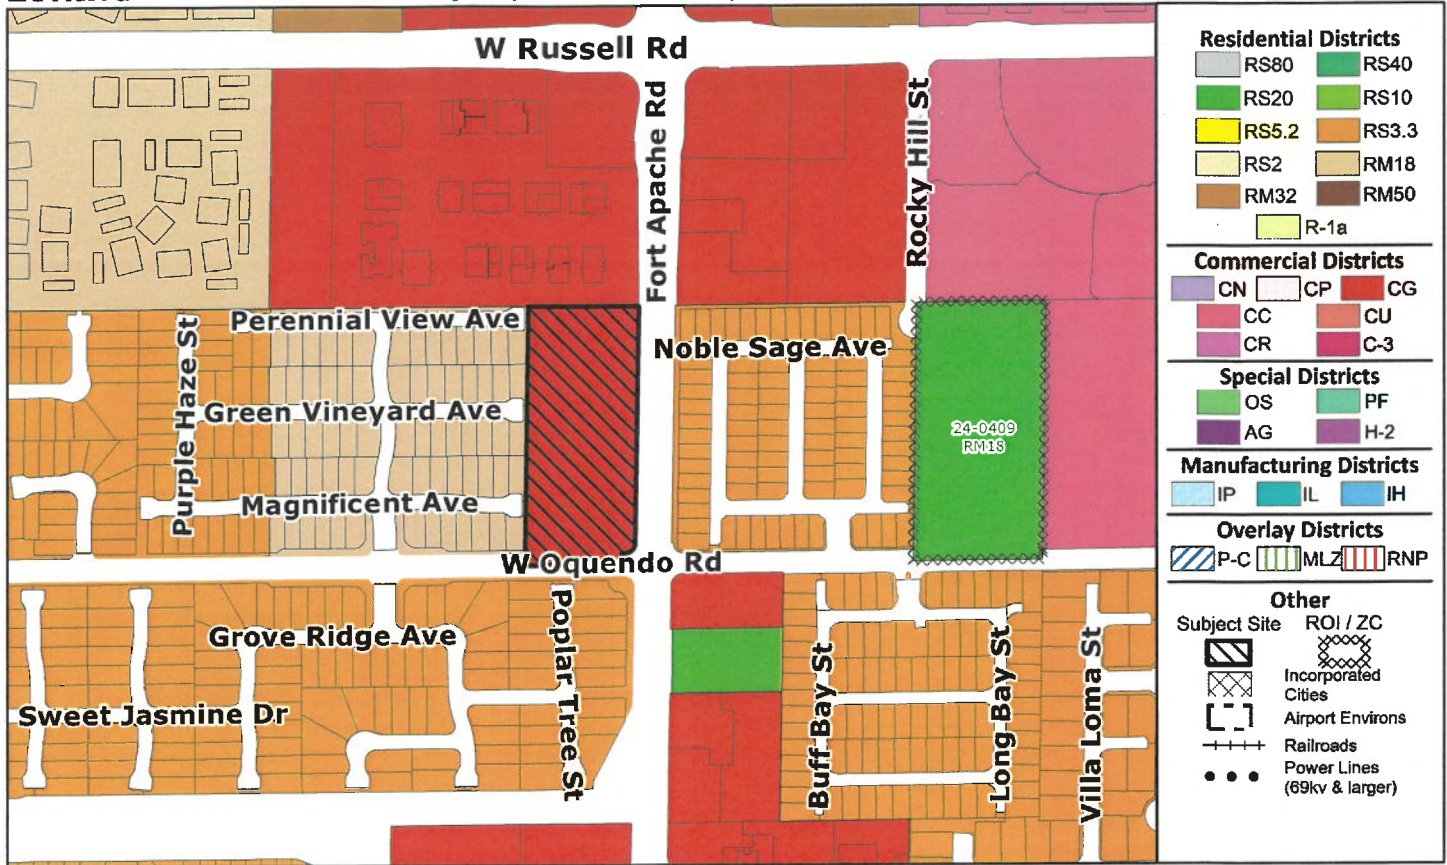 W Russell Rd
Fort Apache Rd
Rocky Hill St
Perennial View Ave
Noble Sage Ave
Purple Haze St
Green Vineyard Ave
24-0409
RM18
Magnificent Ave
W Oquendo Rd
Poplar Tree St
Grove Ridge Ave
Buff Bay St
Long Bay St
Villa Loma St
Sweet Jasmine Dr
Residential Districts
RS80 RS40
RS20 RS10
RS5.2 RS3.3
RS2 RM18
RM32 RM50
R-1a
Commercial Districts
CN CP CG
CC CU
CR C-3
Special Districts
OS PF
AG H-2
Manufacturing Districts
IP IL IH
Overlay Districts
P-C MLZ RNP
Other
Subject Site ROI / ZC
Incorporated
Cities
Airport Environs
Railroads
Power Lines
(69kv & larger)